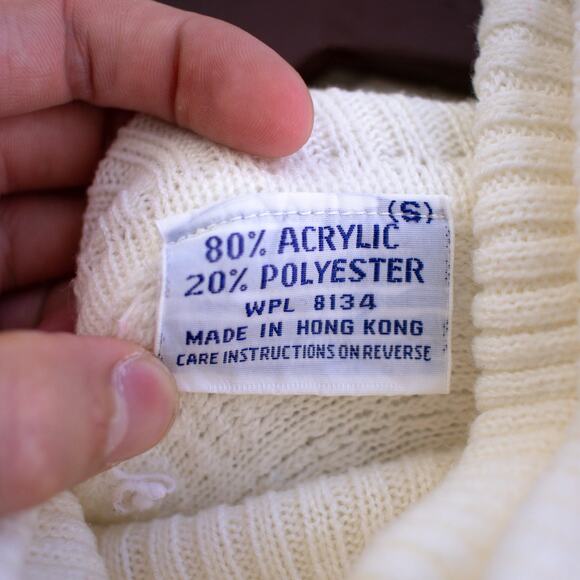 (S)
80% ACRYLIC
20% POLYESTER
WPL 8134
MADE IN HONG KONG
CARE INSTRUCTIONS ON REVERSE